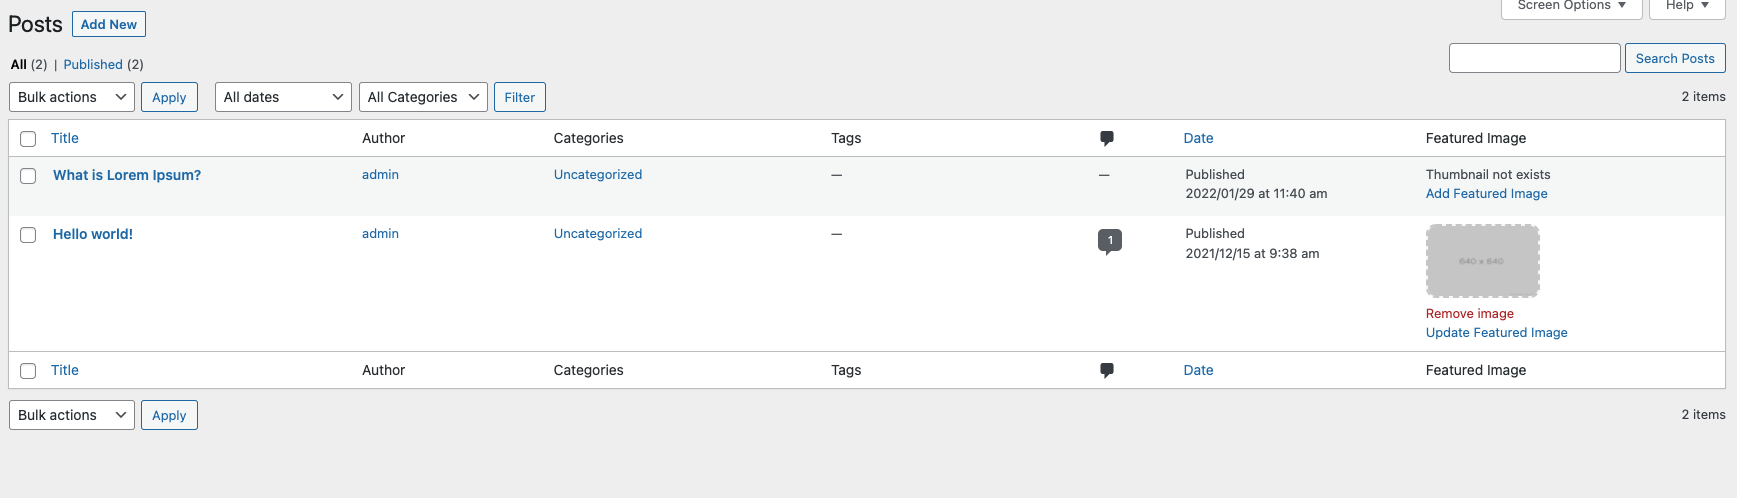 Screen Options
Help
Posts
Add New
All (2) | Published (2)
Search Posts
Bulk actions
Apply
All dates
All Categories
Filter
2 items
Title
Author
Categories
Tags
Date
Featured Image
What is Lorem Ipsum?
admin
Uncategorized
—
—
Published
2022/01/29 at 11:40 am
Thumbnail not exists
Add Featured Image
Hello world!
admin
Uncategorized
—
1
Published
2021/12/15 at 9:38 am
640 x 640
Remove image
Update Featured Image
Title
Author
Categories
Tags
Date
Featured Image
Bulk actions
Apply
2 items